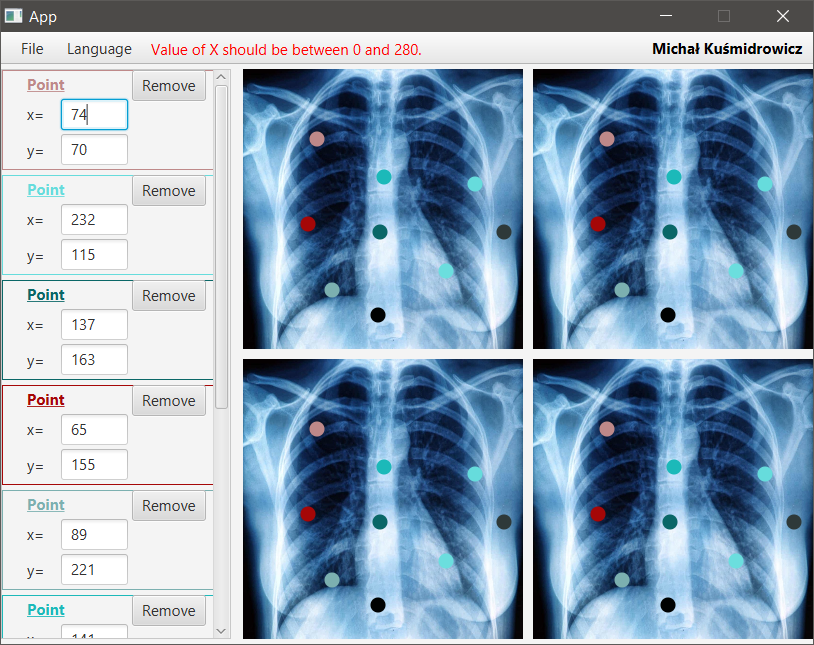 App
File Language Value of X should be between 0 and 280. Michał Kuśmidrowicz
Point Remove
x= 74
y= 70
Point Remove
x= 232
y= 115
Point Remove
x= 137
y= 163
Point Remove
x= 65
y= 155
Point Remove
x= 89
y= 221
Point Remove